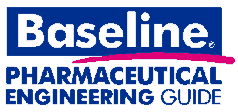 Baseline®
PHARMACEUTICAL
ENGINEERING GUIDE